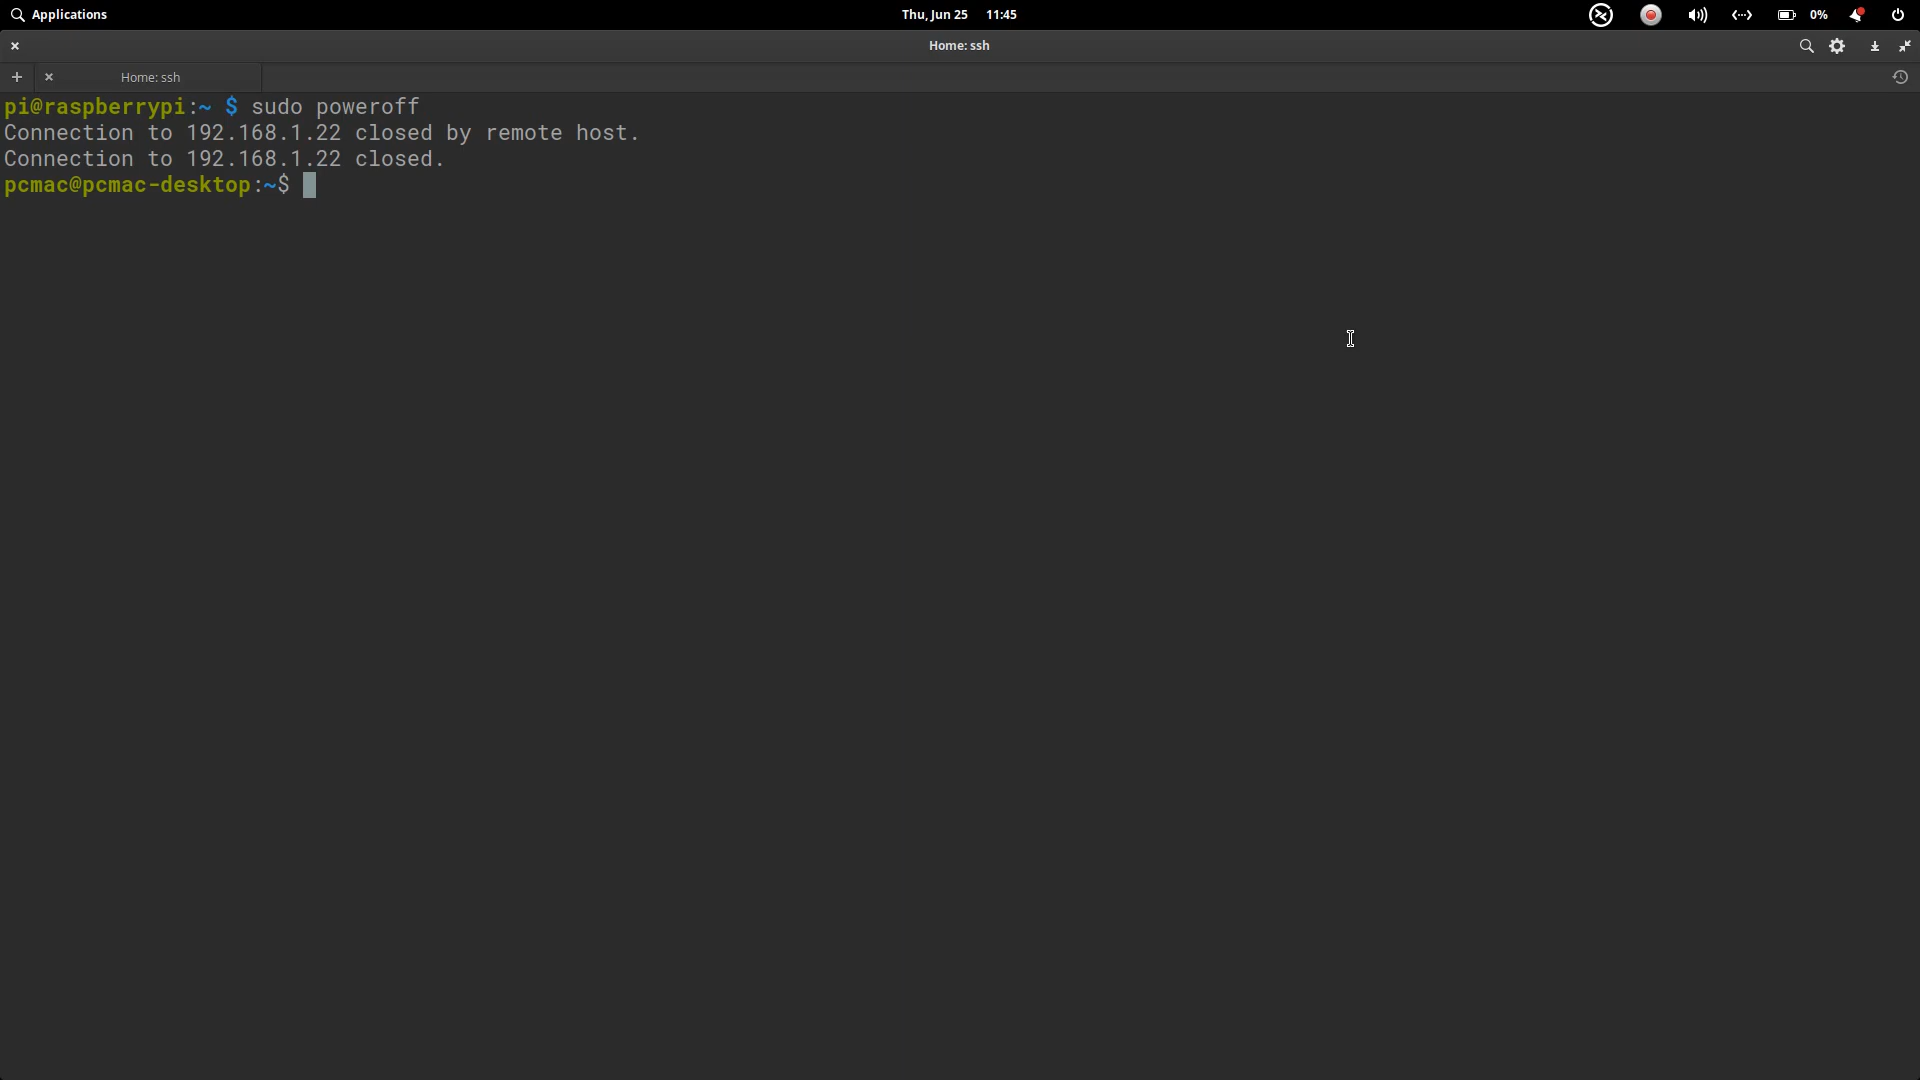 Applications
Thu, Jun 25 11:45
0%
Home: ssh
Home: ssh
pi@raspberrypi:~ $ sudo poweroff
Connection to 192.168.1.22 closed by remote host.
Connection to 192.168.1.22 closed.
pcmac@pcmac-desktop:~$